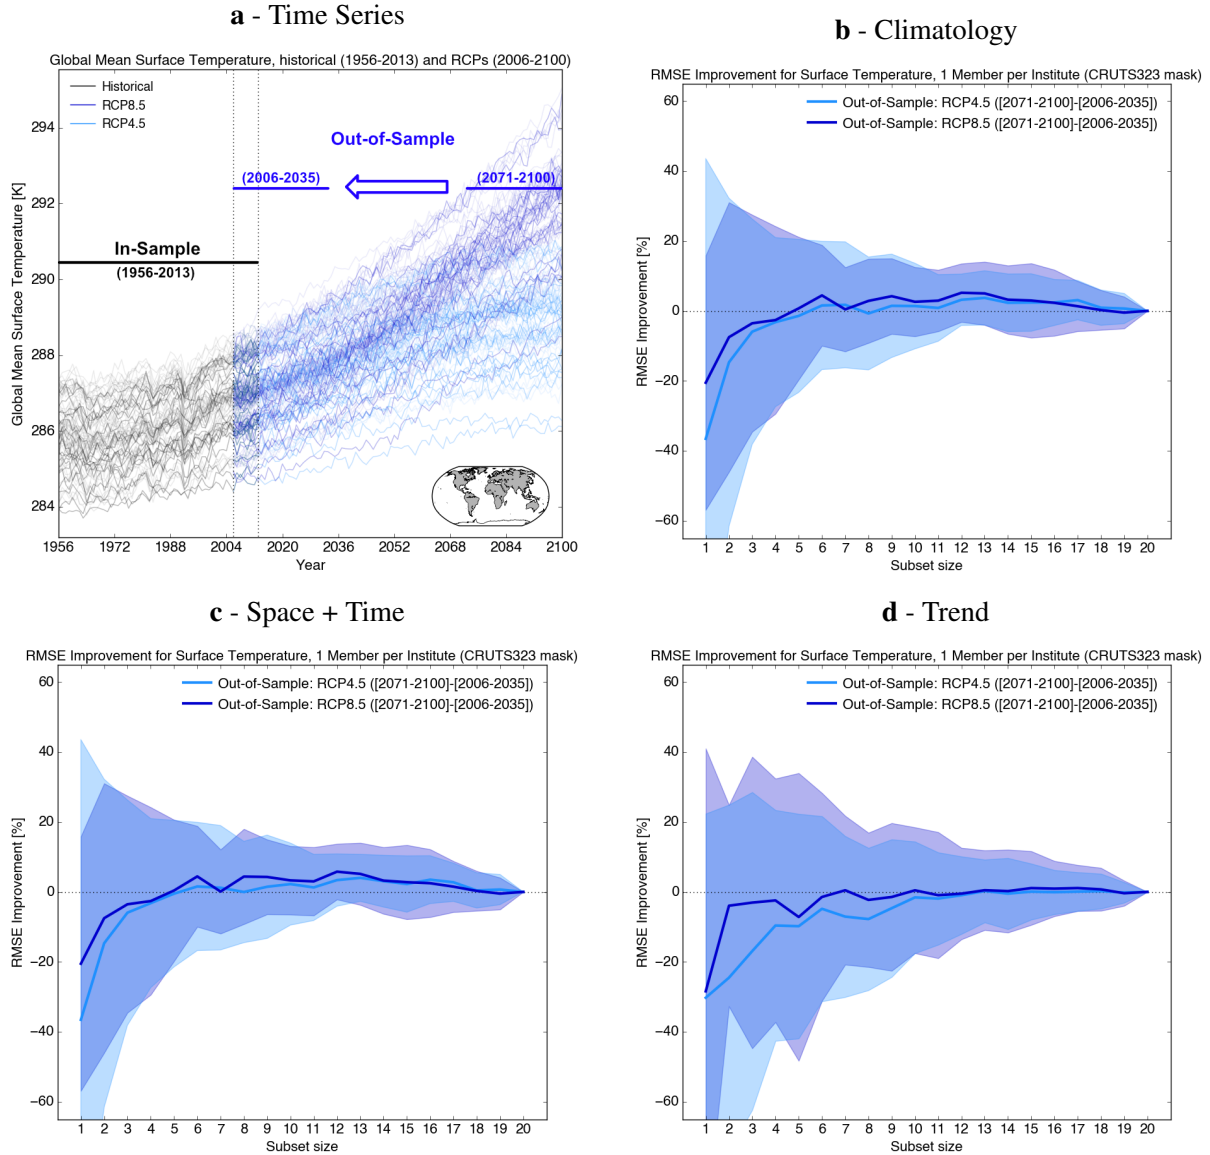 a - Time Series
Global Mean Surface Temperature, historical (1956-2013) and RCPs (2006-2100)
Historical
RCP8.5
RCP4.5
Out-of-Sample
(2006-2035)
(2071-2100)
In-Sample
(1956-2013)
Global Mean Surface Temperature [K]
294
292
290
288
286
284
1956 1972 1988 2004 2020 2036 2052 2068 2084 2100
Year
b - Climatology
RMSE Improvement for Surface Temperature, 1 Member per Institute (CRUTS323 mask)
Out-of-Sample: RCP4.5 ([2071-2100]-[2006-2035])
Out-of-Sample: RCP8.5 ([2071-2100]-[2006-2035])
RMSE Improvement [%]
60
40
20
0
−20
−40
−60
1 2 3 4 5 6 7 8 9 10 11 12 13 14 15 16 17 18 19 20
Subset size
c - Space + Time
RMSE Improvement for Surface Temperature, 1 Member per Institute (CRUTS323 mask)
Out-of-Sample: RCP4.5 ([2071-2100]-[2006-2035])
Out-of-Sample: RCP8.5 ([2071-2100]-[2006-2035])
RMSE Improvement [%]
60
40
20
0
−20
−40
−60
1 2 3 4 5 6 7 8 9 10 11 12 13 14 15 16 17 18 19 20
Subset size
d - Trend
RMSE Improvement for Surface Temperature, 1 Member per Institute (CRUTS323 mask)
Out-of-Sample: RCP4.5 ([2071-2100]-[2006-2035])
Out-of-Sample: RCP8.5 ([2071-2100]-[2006-2035])
RMSE Improvement [%]
60
40
20
0
−20
−40
−60
1 2 3 4 5 6 7 8 9 10 11 12 13 14 15 16 17 18 19 20
Subset size